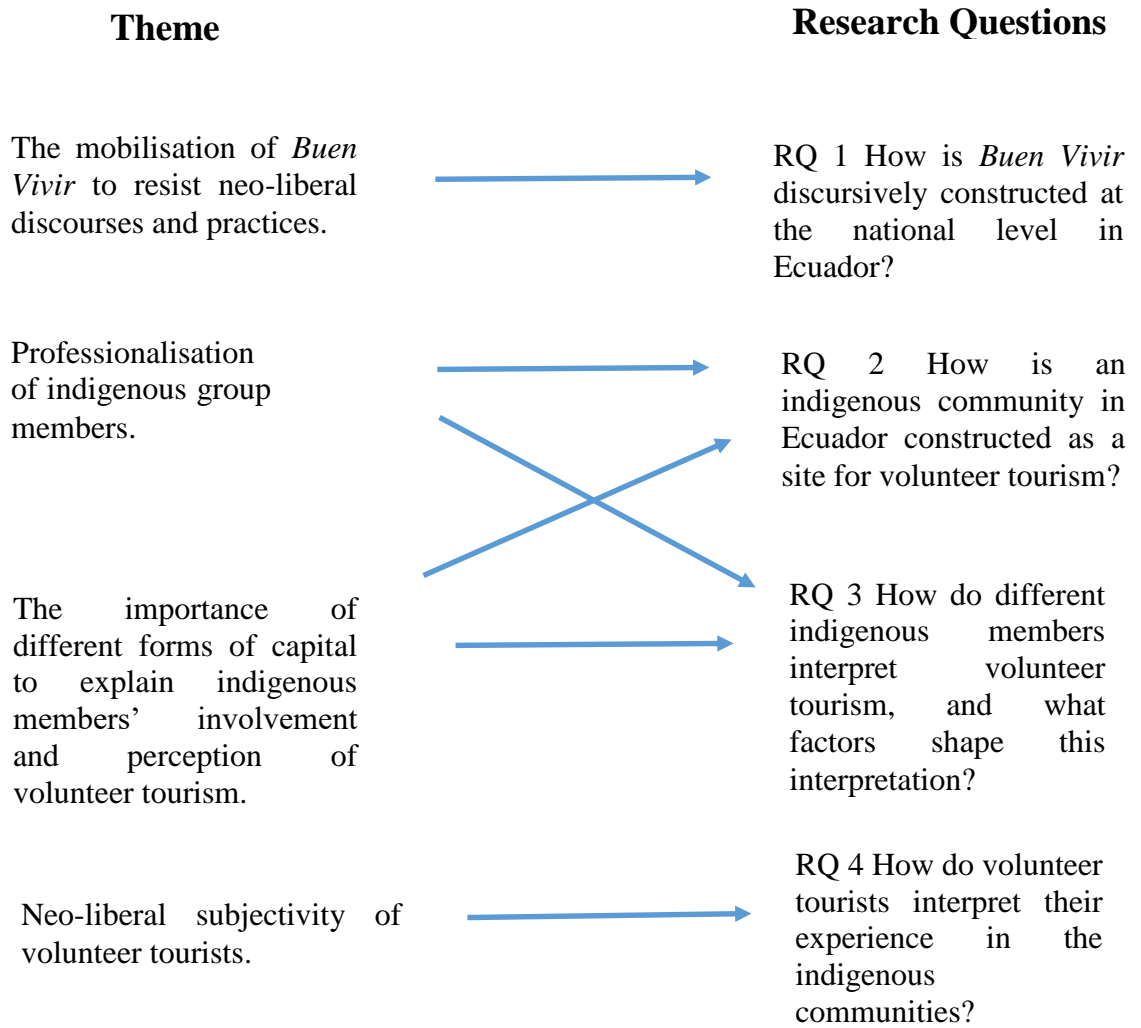 Theme
Research Questions
The mobilisation of Buen
Vivir to resist neo-liberal
discourses and practices.
RQ 1 How is Buen Vivir
discursively constructed at
the national level in
Ecuador?
Professionalisation
of indigenous group
members.
RQ 2 How is an
indigenous community in
Ecuador constructed as a
site for volunteer tourism?
The importance of
different forms of capital
to explain indigenous
members’ involvement
and perception of
volunteer tourism.
RQ 3 How do different
indigenous members
interpret volunteer
tourism, and what
factors shape this
interpretation?
Neo-liberal subjectivity of
volunteer tourists.
RQ 4 How do volunteer
tourists interpret their
experience in the
indigenous
communities?